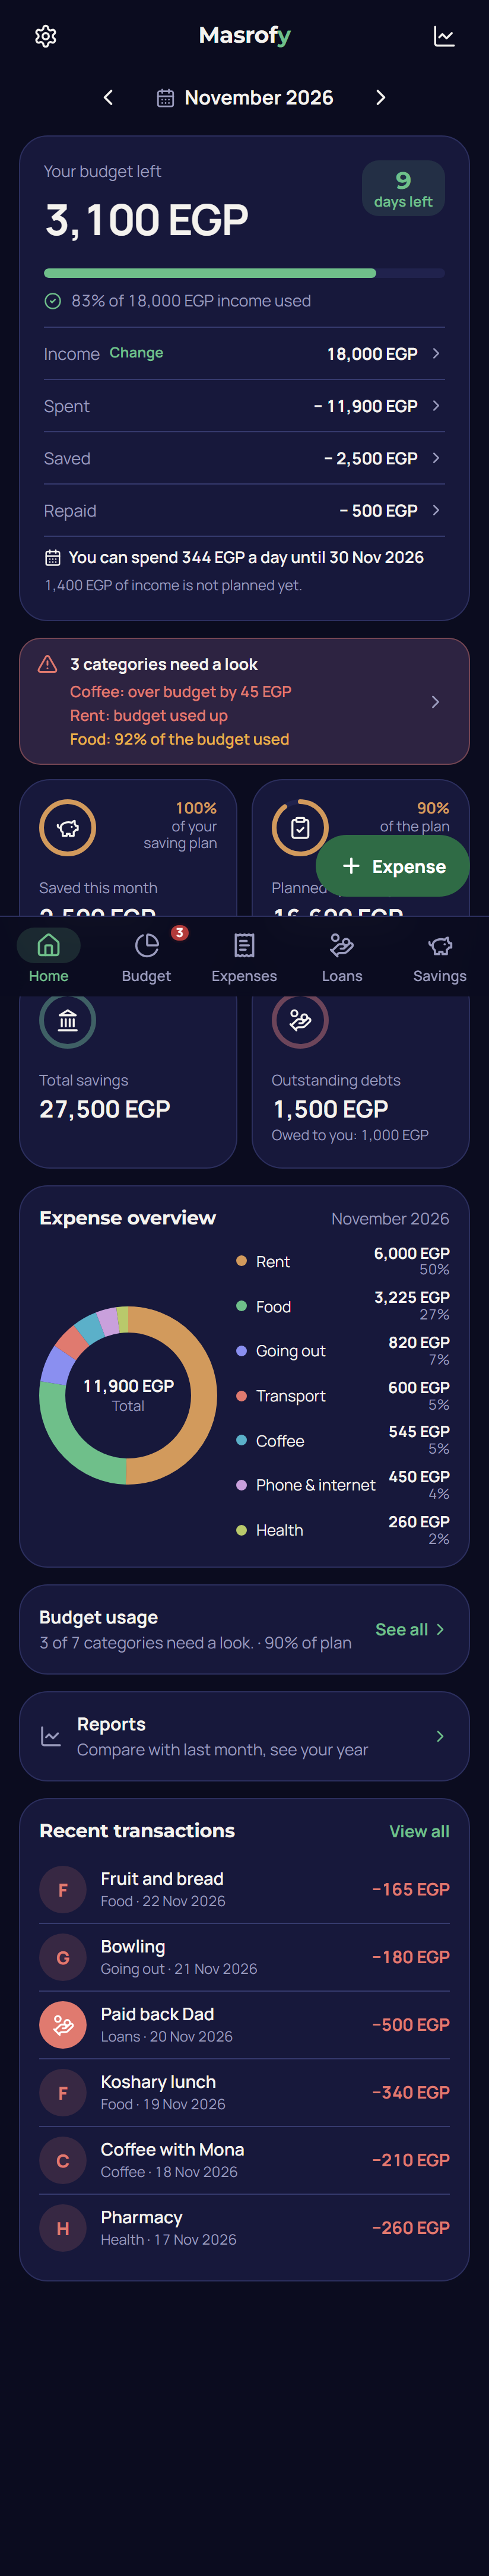 Masrofy
November 2026
Your budget left
3,100 EGP
9
days left
83% of 18,000 EGP income used
Income Change 18,000 EGP
Spent − 11,900 EGP
Saved − 2,500 EGP
Repaid − 500 EGP
You can spend 344 EGP a day until 30 Nov 2026
1,400 EGP of income is not planned yet.
3 categories need a look
Coffee: over budget by 45 EGP
Rent: budget used up
Food: 92% of the budget used
100%
of your
saving plan
Saved this month
2,500 EGP
90%
of the plan
Planned
16,600 EGP
+ Expense
Home
Budget
3
Expenses
Loans
Savings
Total savings
27,500 EGP
Outstanding debts
1,500 EGP
Owed to you: 1,000 EGP
Expense overview
November 2026
11,900 EGP
Total
Rent 6,000 EGP
50%
Food 3,225 EGP
27%
Going out 820 EGP
7%
Transport 600 EGP
5%
Coffee 545 EGP
5%
Phone & internet 450 EGP
4%
Health 260 EGP
2%
Budget usage
3 of 7 categories need a look. · 90% of plan
See all
Reports
Compare with last month, see your year
Recent transactions
View all
F
Fruit and bread
Food · 22 Nov 2026
−165 EGP
G
Bowling
Going out · 21 Nov 2026
−180 EGP
Paid back Dad
Loans · 20 Nov 2026
−500 EGP
F
Koshary lunch
Food · 19 Nov 2026
−340 EGP
C
Coffee with Mona
Coffee · 18 Nov 2026
−210 EGP
H
Pharmacy
Health · 17 Nov 2026
−260 EGP